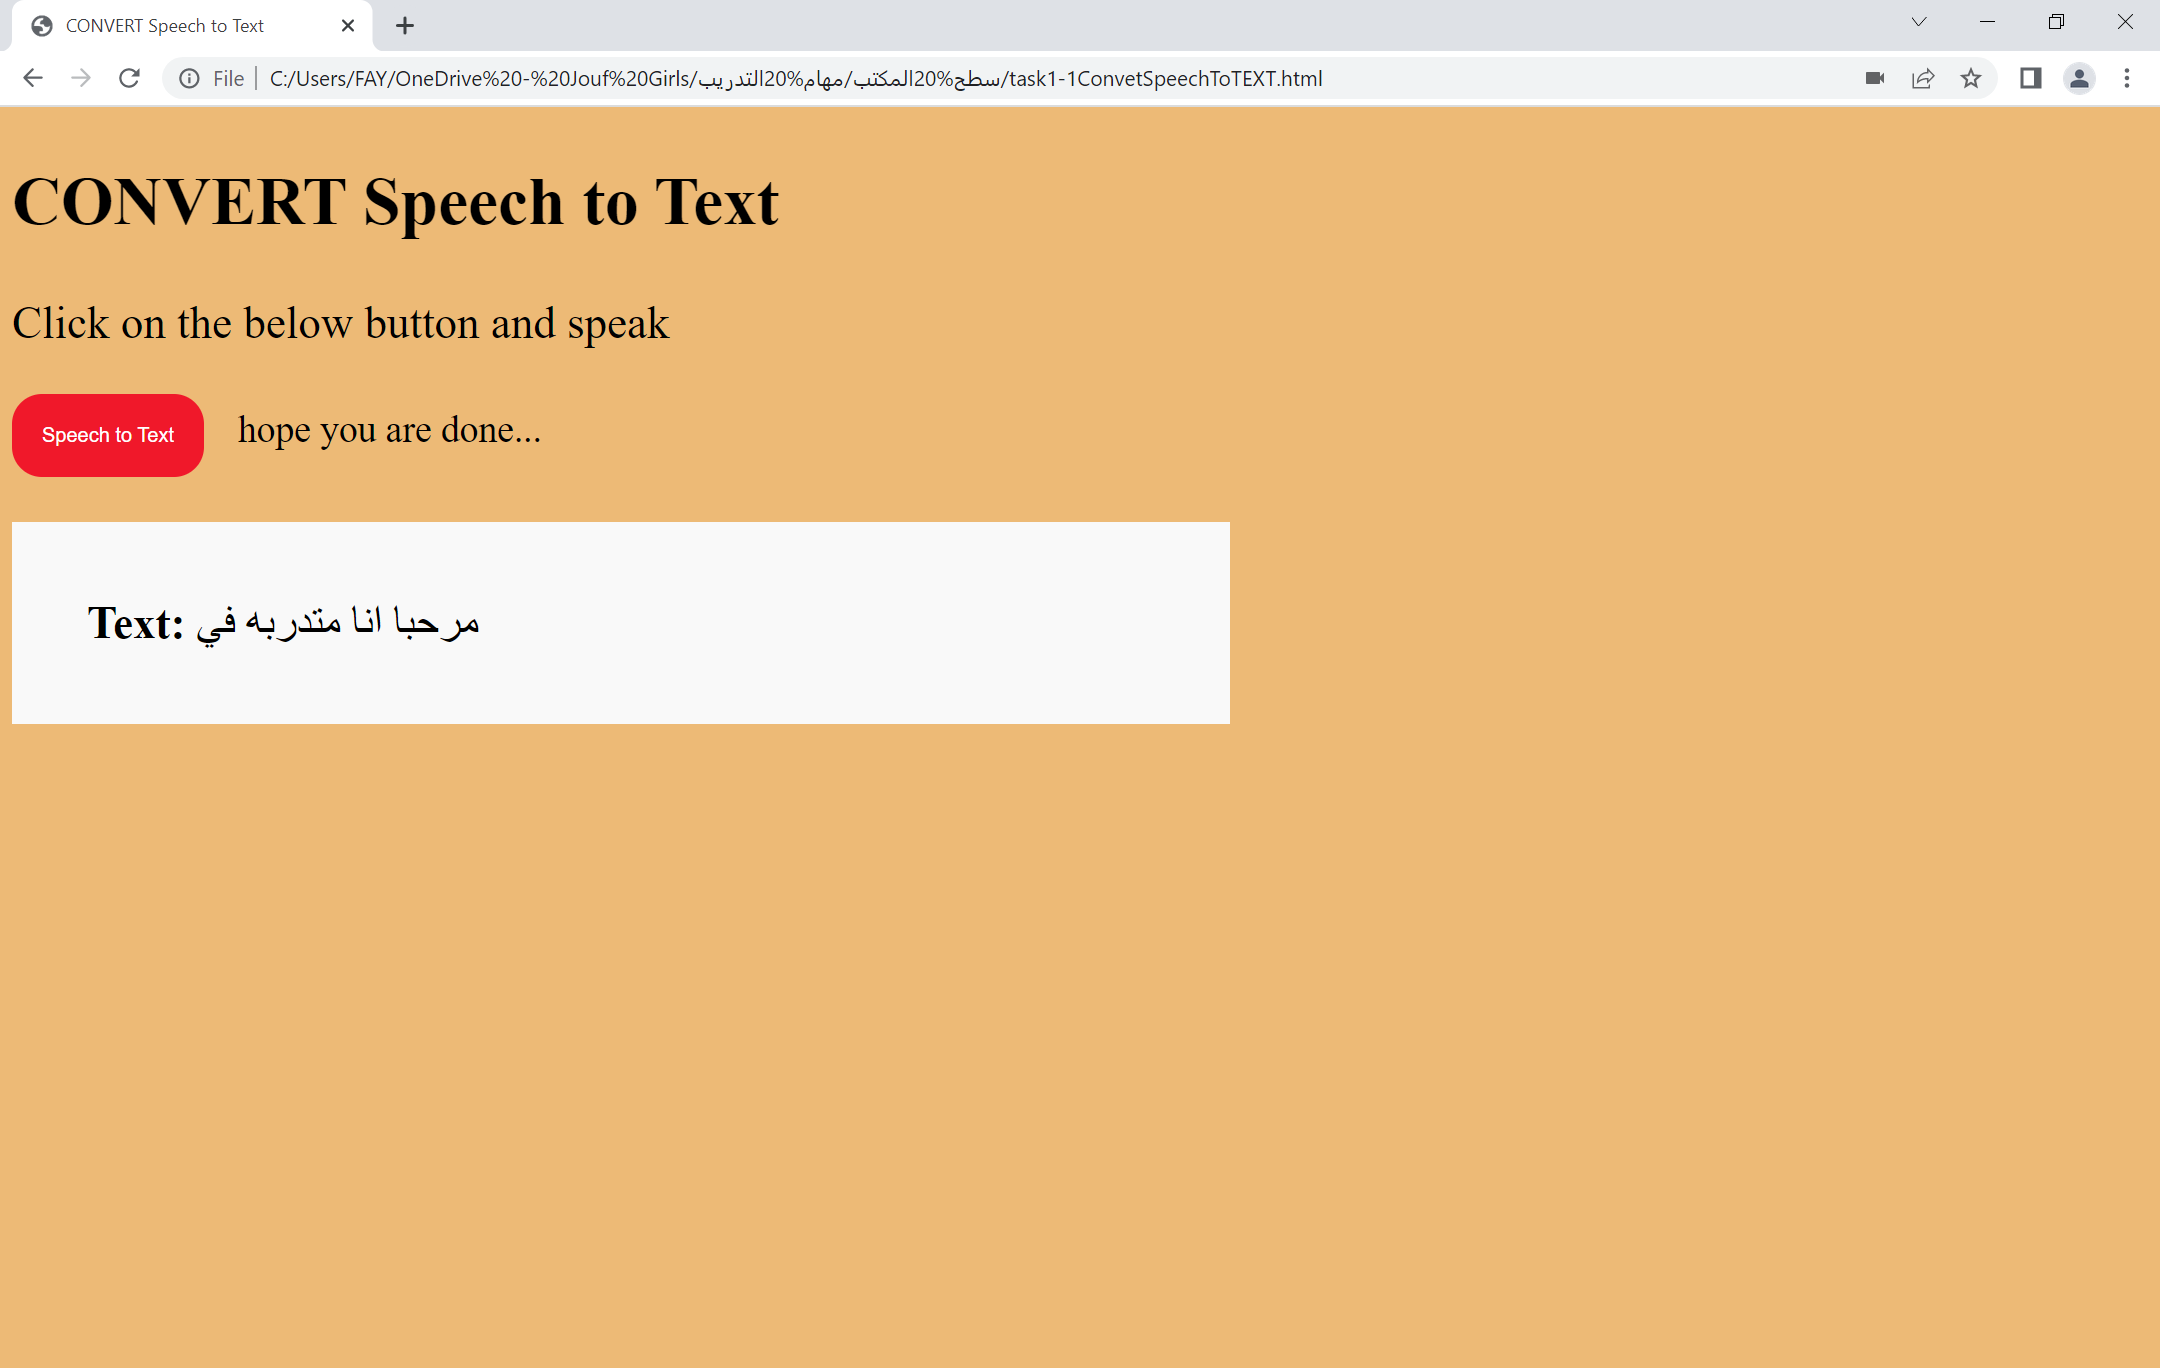 CONVERT Speech to Text
File | C:/Users/FAY/OneDrive%20-%20Jouf%20Girls/سطح%20المكتب/مهام%20التدريب/task1-1ConvetSpeechToTEXT.html
CONVERT Speech to Text
Click on the below button and speak
Speech to Text hope you are done...
Text: مرحبا انا متدربه في